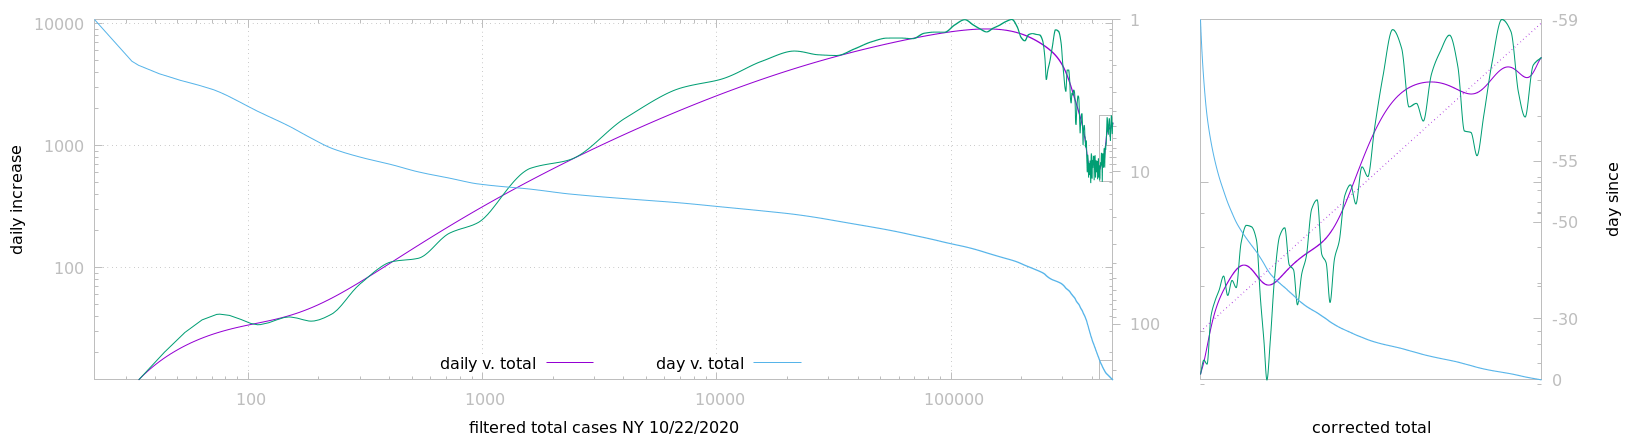 10000
1000
100
daily increase
1
10
100
daily v. total
day v. total
100
1000
10000
100000
filtered total cases NY 10/22/2020
-59
-55
-50
-30
0
day since
corrected total